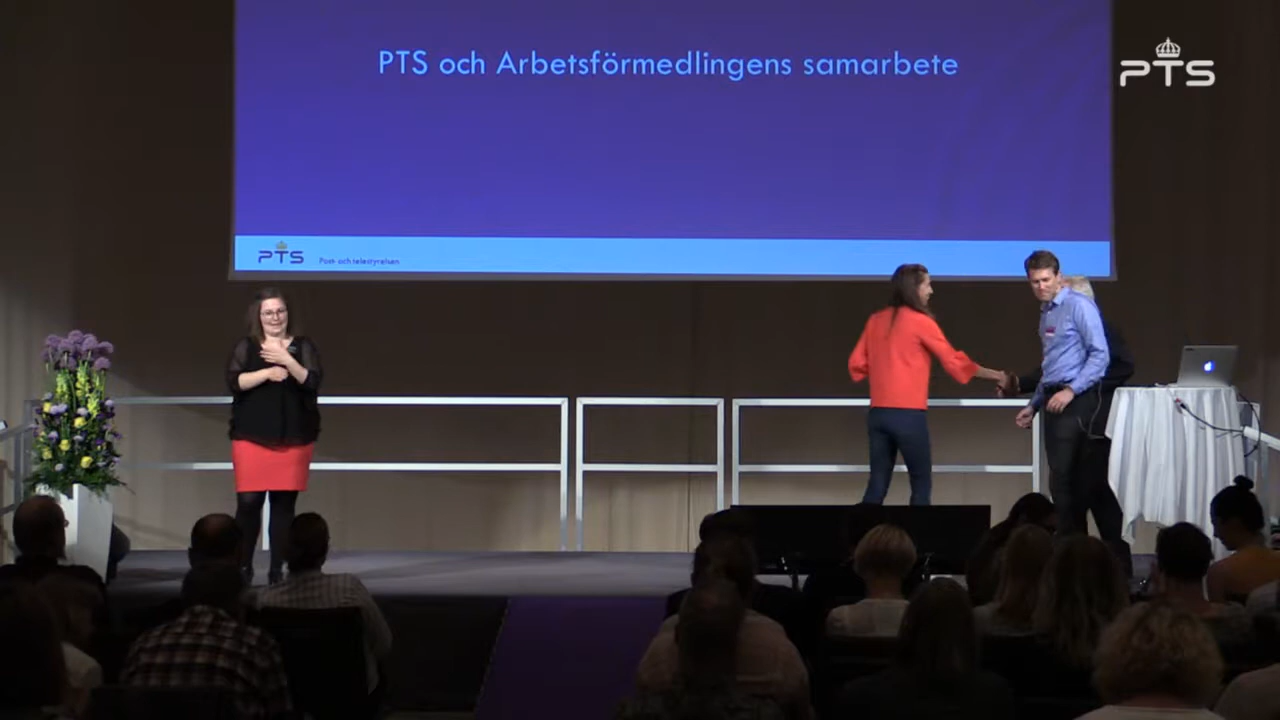 PTS och Arbetsförmedlingens samarbete
PTS
PTS Post- och telestyrelsen